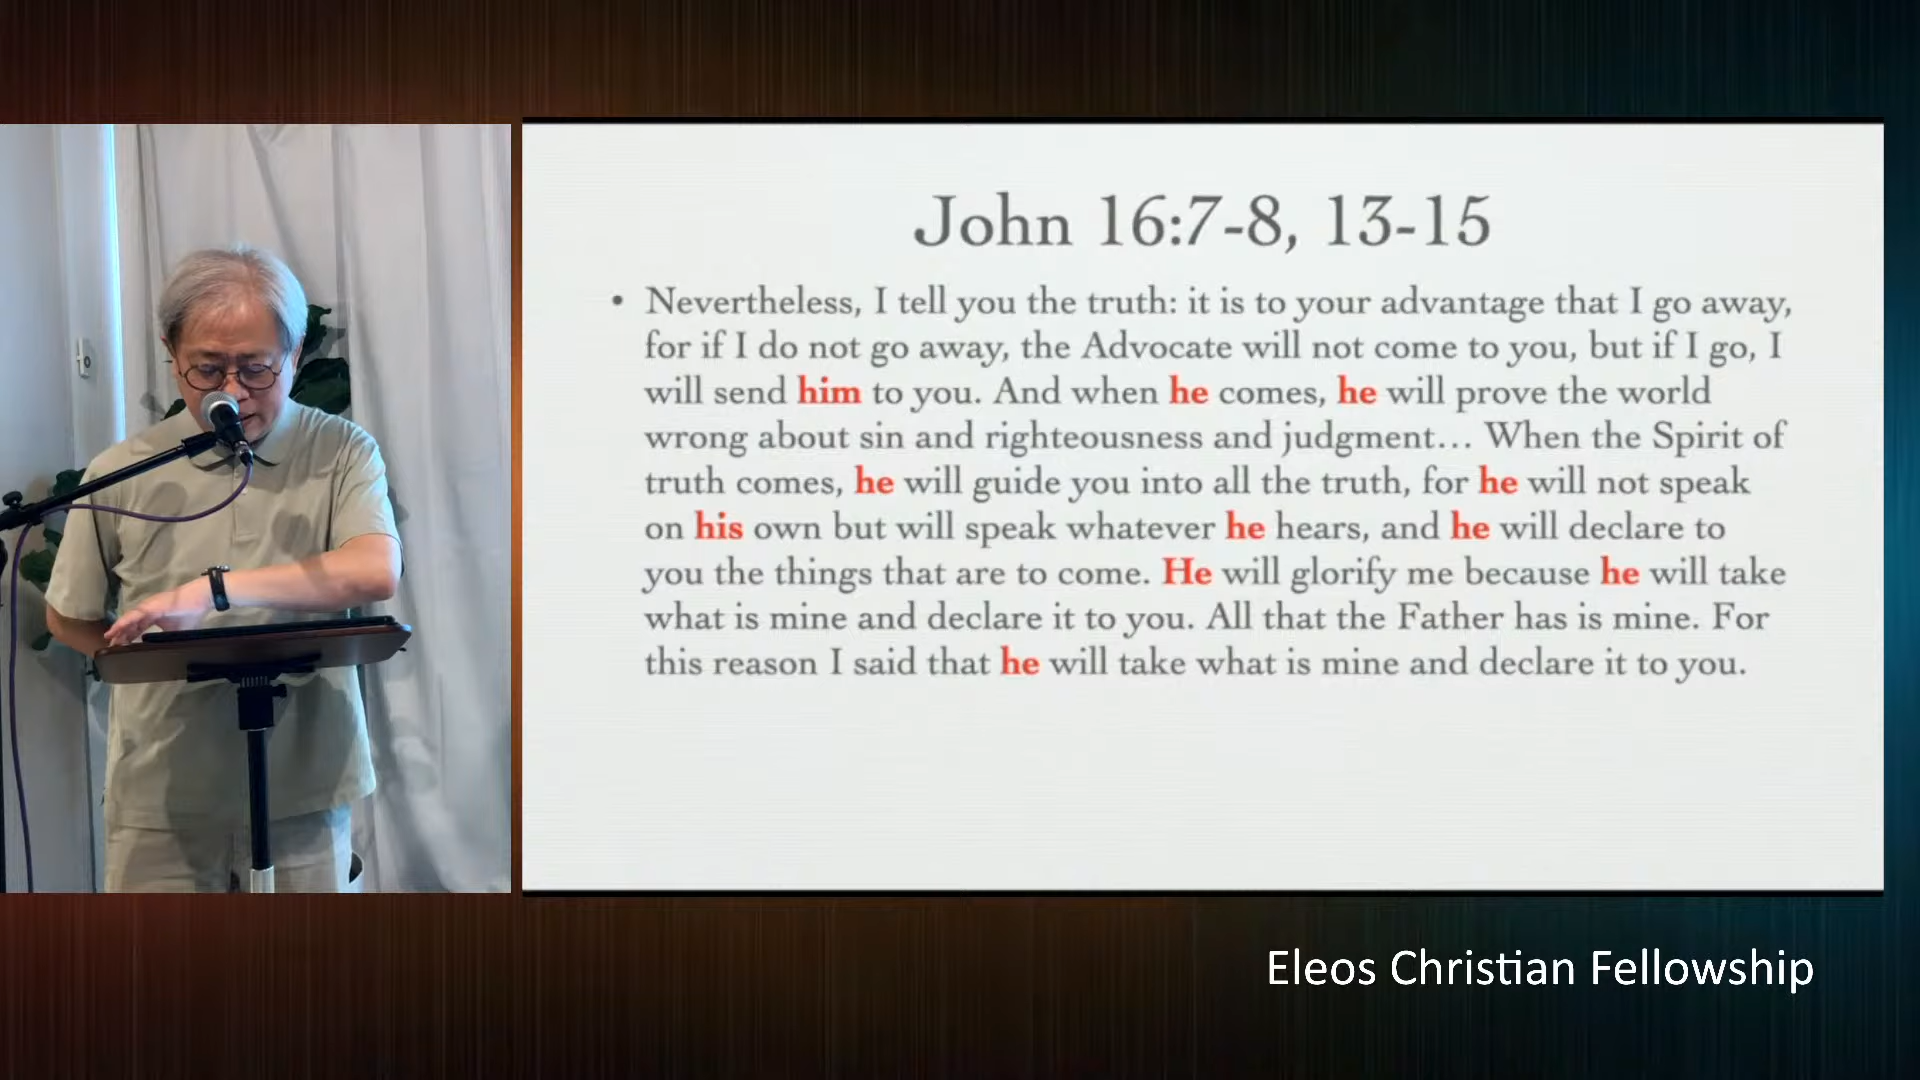 John 16:7-8, 13-15
• Nevertheless, I tell you the truth: it is to your advantage that I go away,
for if I do not go away, the Advocate will not come to you, but if I go, I
will send him to you. And when he comes, he will prove the world
wrong about sin and righteousness and judgment... When the Spirit of
truth comes, he will guide you into all the truth, for he will not speak
on his own but will speak whatever he hears, and he will declare to
you the things that are to come. He will glorify me because he will take
what is mine and declare it to you. All that the Father has is mine. For
this reason I said that he will take what is mine and declare it to you.
Eleos Christian Fellowship